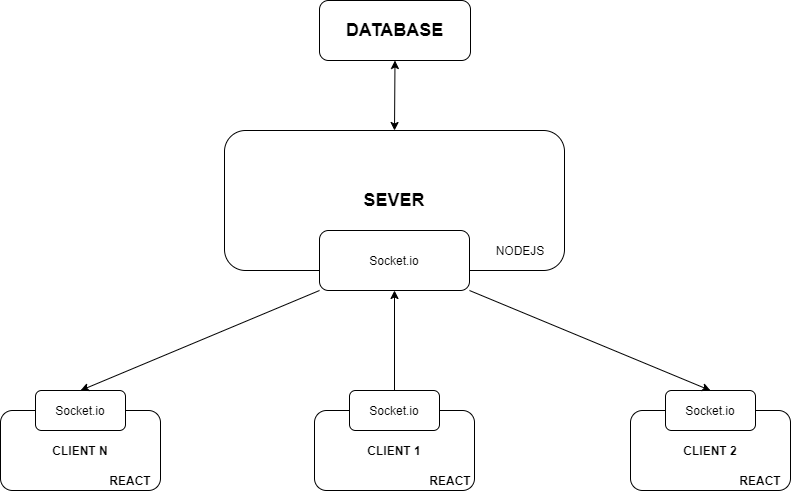 DATABASE
SEVER
NODEJS
Socket.io
Socket.io
Socket.io
Socket.io
CLIENT N
CLIENT 1
CLIENT 2
REACT
REACT
REACT